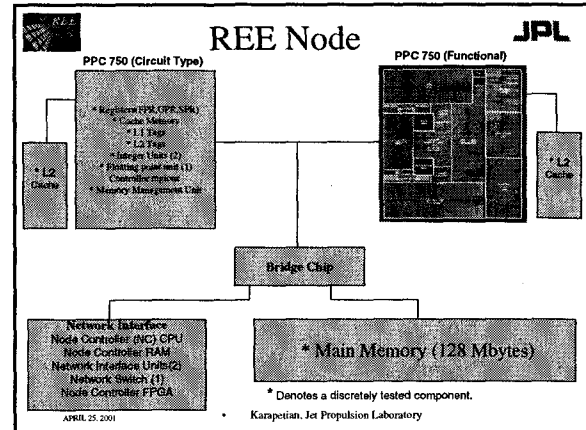 REE
REE Node
JPL
PPC 750 (Circuit Type)
PPC 750 (Functional)
* Registers(FPR,GPR,SPR)
* Cache Memory
* L1 Tags
* L2 Tags
* Integer Units (2)
* Floating point unit (1)
Controller regions
* Memory Management Unit
* L2
Cache
* L2
Cache
Bridge Chip
Network Interface
Node Controller (NC) CPU
Node Controller RAM
Network Interface Units(2)
Network Switch (1)
Node Controller FPGA
* Main Memory (128 Mbytes)
* Denotes a discretely tested component.
APRIL 25, 2001
• Karapetian, Jet Propulsion Laboratory